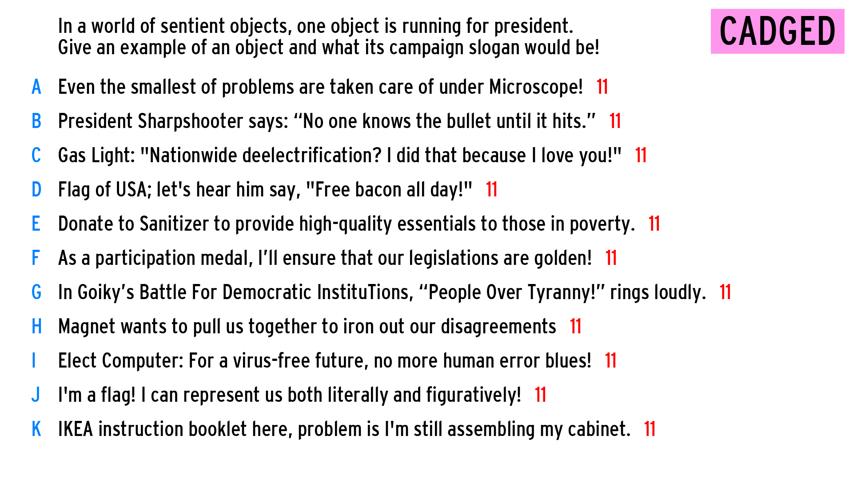 In a world of sentient objects, one object is running for president.
CADGED
Give an example of an object and what its campaign slogan would be!
A Even the smallest of problems are taken care of under Microscope! 11
B President Sharpshooter says: “No one knows the bullet until it hits.” 11
C Gas Light: "Nationwide deelectrification? I did that because I love you!" 11
D Flag of USA; let's hear him say, "Free bacon all day!" 11
E Donate to Sanitizer to provide high-quality essentials to those in poverty. 11
F As a participation medal, I’ll ensure that our legislations are golden! 11
G In Goiky’s Battle For Democratic InstituTions, “People Over Tyranny!” rings loudly. 11
H Magnet wants to pull us together to iron out our disagreements 11
I Elect Computer: For a virus-free future, no more human error blues! 11
J I'm a flag! I can represent us both literally and figuratively! 11
K IKEA instruction booklet here, problem is I'm still assembling my cabinet. 11